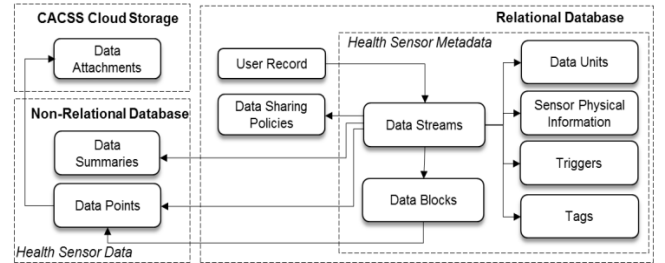 CACSS Cloud Storage
Data
Attachments
Non-Relational Database
Data
Summaries
Data Points
Health Sensor Data
Relational Database
Health Sensor Metadata
User Record
Data Sharing
Policies
Data Streams
Data Blocks
Data Units
Sensor Physical
Information
Triggers
Tags